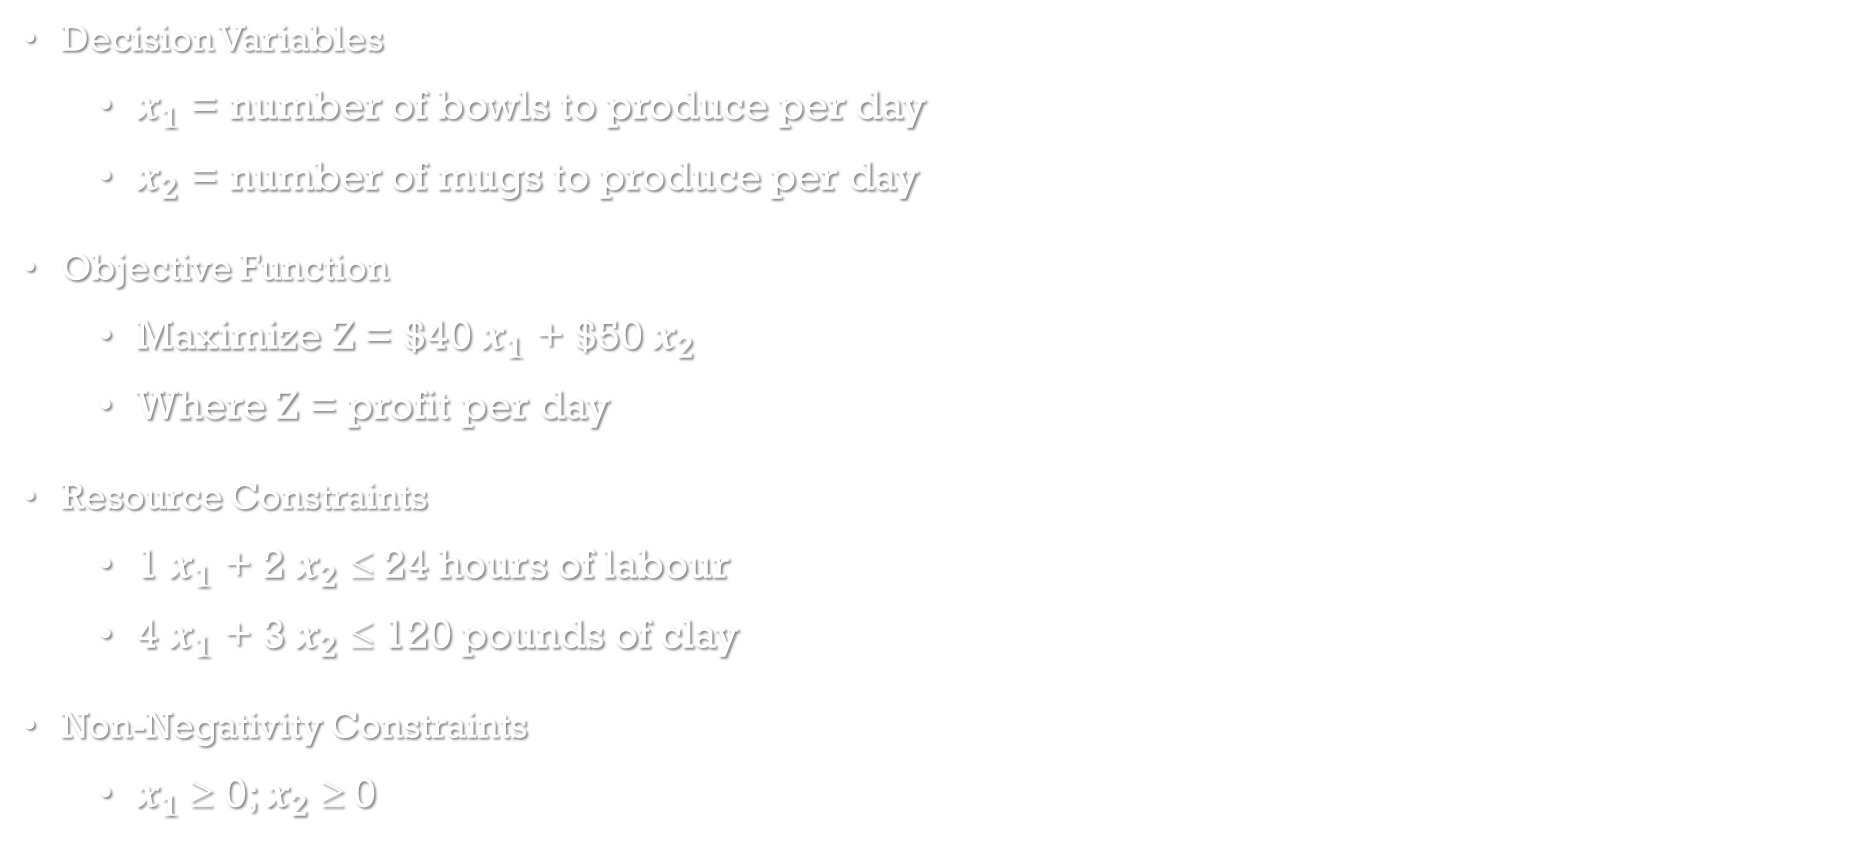 • Decision Variables
• x₁ = number of bowls to produce per day
• x₂ = number of mugs to produce per day
• Objective Function
• Maximize Z = $40 x₁ + $50 x₂
• Where Z = profit per day
• Resource Constraints
• 1 x₁ + 2 x₂ ≤ 24 hours of labour
• 4 x₁ + 3 x₂ ≤ 120 pounds of clay
• Non-Negativity Constraints
• x₁ ≥ 0; x₂ ≥ 0